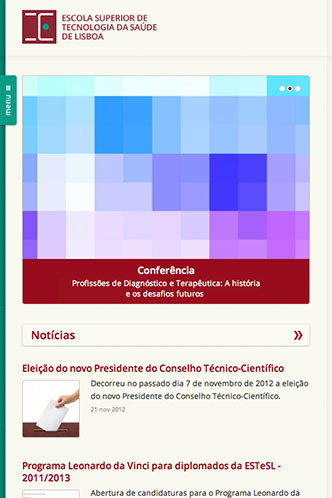 ESCOLA SUPERIOR DE
TECNOLOGIA DA SAÚDE
DE LISBOA
menu
Conferência
Profissões de Diagnóstico e Terapêutica: A história
e os desafios futuros
Notícias
Eleição do novo Presidente do Conselho Técnico-Científico
Decorreu no passado dia 7 de novembro de 2012 a eleição
do novo Presidente do Conselho Técnico-Científico.
21 nov 2012
Programa Leonardo da Vinci para diplomados da ESTeSL -
2011/2013
Abertura de candidaturas para o Programa Leonardo da